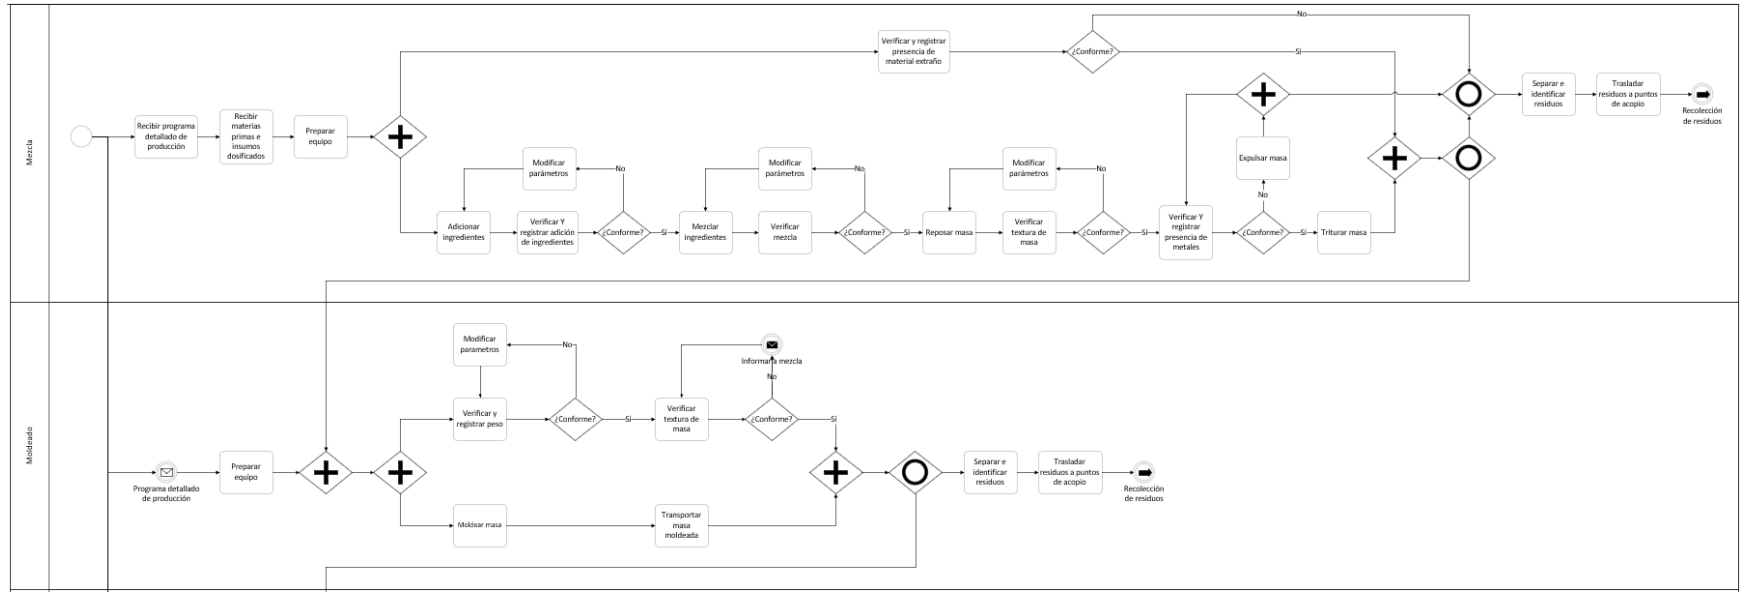 Mezcla
No
Verificar y registrar
presencia de
material extraño
¿Conforme?
Sí
Recibir programa
detallado de
producción
Recibir
materias
primas e
insumos
dosificados
Preparar
equipo
Separar e
identificar
residuos
Trasladar
residuos a puntos
de acopio
Recolección
de residuos
Modificar
parámetros
No
Modificar
parámetros
No
Modificar
parámetros
No
Expulsar masa
No
Adicionar
ingredientes
Verificar Y
registrar adición
de ingredientes
¿Conforme?
Sí
Mezclar
ingredientes
Verificar
mezcla
¿Conforme?
Sí
Reposar masa
Verificar
textura de
masa
¿Conforme?
Sí
Verificar Y
registrar
presencia de
metales
¿Conforme?
Sí
Triturar masa
Moldeado
Modificar
parametros
No
Informar a mezcla
No
Verificar y
registrar peso
¿Conforme?
Sí
Verificar
textura de
masa
¿Conforme?
Sí
Programa detallado
de producción
Preparar
equipo
Separar e
identificar
residuos
Trasladar
residuos a puntos
de acopio
Recolección
de residuos
Moldear masa
Transportar
masa
moldeada